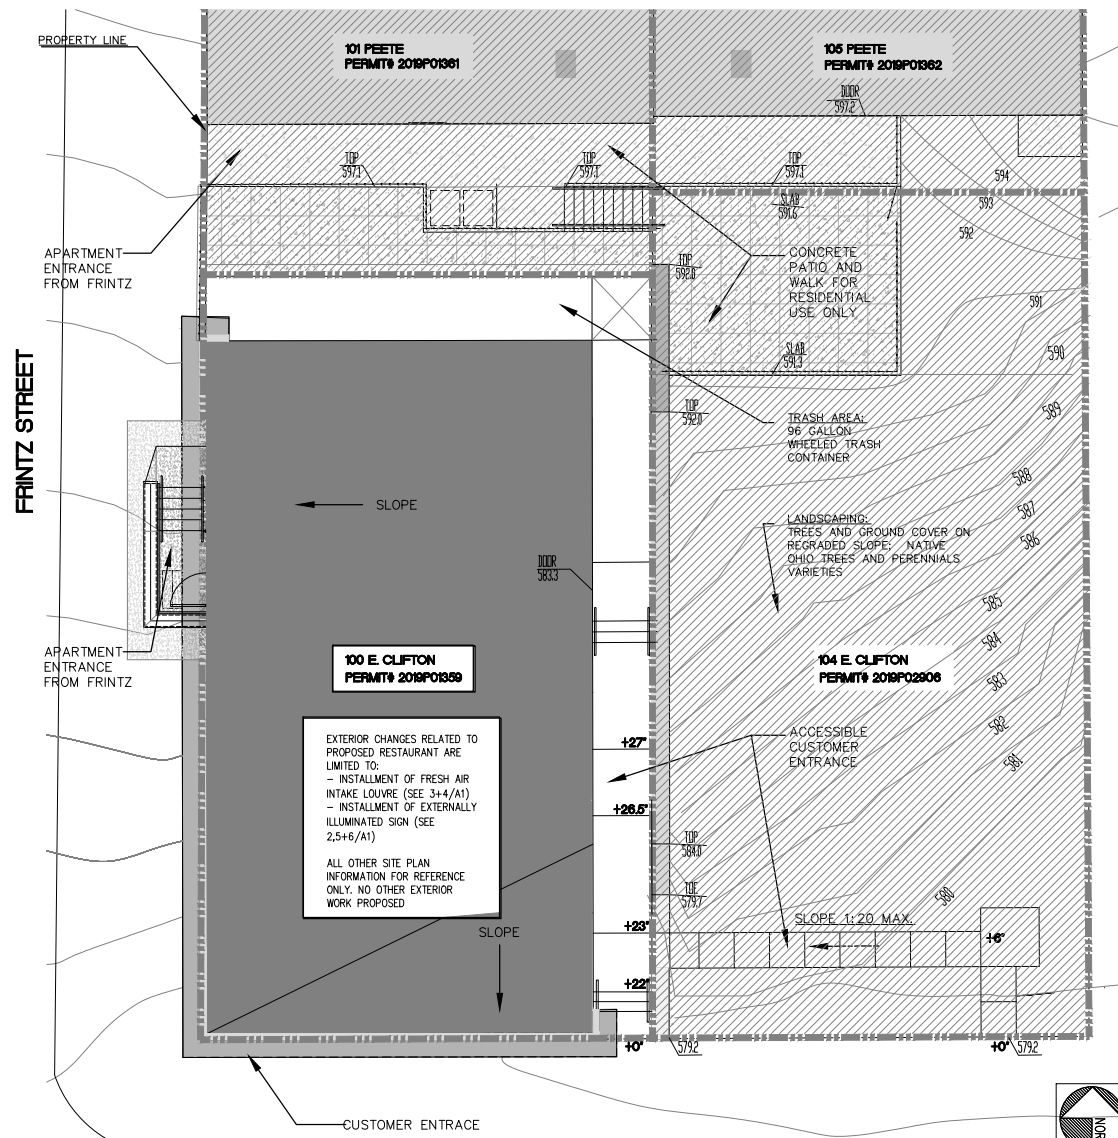 PROPERTY LINE
101 PEETE
PERMIT# 2019P01361
105 PEETE
PERMIT# 2019P01362
DOOR
597.2
TOP
597.1
TOP
597.1
TOP
597.1
594
593
592
SLAB
591.6
APARTMENT
ENTRANCE
FROM FRINTZ
CONCRETE
PATIO AND
WALK FOR
RESIDENTIAL
USE ONLY
TOP
592.8
591
590
589
588
587
586
585
584
583
582
581
580
SLAB
591.3
FRINTZ STREET
TOP
592.0
TRASH AREA:
96 GALLON
WHEELED TRASH
CONTAINER
SLOPE
LANDSCAPING:
TREES AND GROUND COVER ON
REGRADED SLOPE; NATIVE
OHIO TREES AND PERENNIALS
VARIETIES
DOOR
583.3
APARTMENT
ENTRANCE
FROM FRINTZ
100 E. CLIFTON
PERMIT# 2019P01359
104 E. CLIFTON
PERMIT# 2019P02906
EXTERIOR CHANGES RELATED TO
PROPOSED RESTAURANT ARE
LIMITED TO:
- INSTALLMENT OF FRESH AIR
INTAKE LOUVRE (SEE 3+4/A1)
- INSTALLMENT OF EXTERNALLY
ILLUMINATED SIGN (SEE
2,5+6/A1)
ALL OTHER SITE PLAN
INFORMATION FOR REFERENCE
ONLY. NO OTHER EXTERIOR
WORK PROPOSED
+27"
ACCESSIBLE
CUSTOMER
ENTRANCE
+26.5"
TOP
584.0
TOE
579.7
SLOPE 1:20 MAX.
+23"
SLOPE
+6"
+22"
+0"
579.2
+0"
579.2
CUSTOMER ENTRACE
NOR